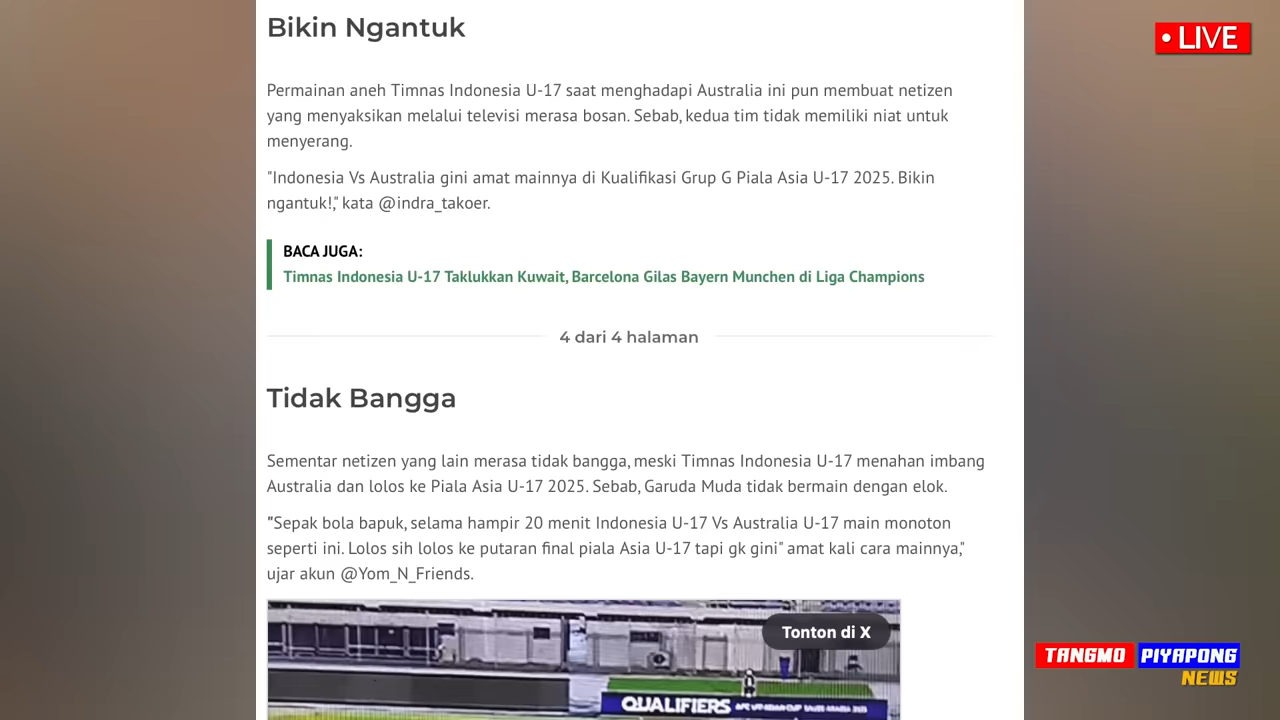 Bikin Ngantuk
• LIVE
Permainan aneh Timnas Indonesia U-17 saat menghadapi Australia ini pun membuat netizen
yang menyaksikan melalui televisi merasa bosan. Sebab, kedua tim tidak memiliki niat untuk
menyerang.
"Indonesia Vs Australia gini amat mainnya di Kualifikasi Grup G Piala Asia U-17 2025. Bikin
ngantuk!," kata @indra_takoer.
BACA JUGA:
Timnas Indonesia U-17 Taklukkan Kuwait, Barcelona Gilas Bayern Munchen di Liga Champions
4 dari 4 halaman
Tidak Bangga
Sementar netizen yang lain merasa tidak bangga, meski Timnas Indonesia U-17 menahan imbang
Australia dan lolos ke Piala Asia U-17 2025. Sebab, Garuda Muda tidak bermain dengan elok.
"Sepak bola bapuk, selama hampir 20 menit Indonesia U-17 Vs Australia U-17 main monoton
seperti ini. Lolos sih lolos ke putaran final piala Asia U-17 tapi gk gini" amat kali cara mainnya,"
ujar akun @Yom_N_Friends.
Tonton di X
QUALIFIERS
TANGMO PIYAPONG
NEWS